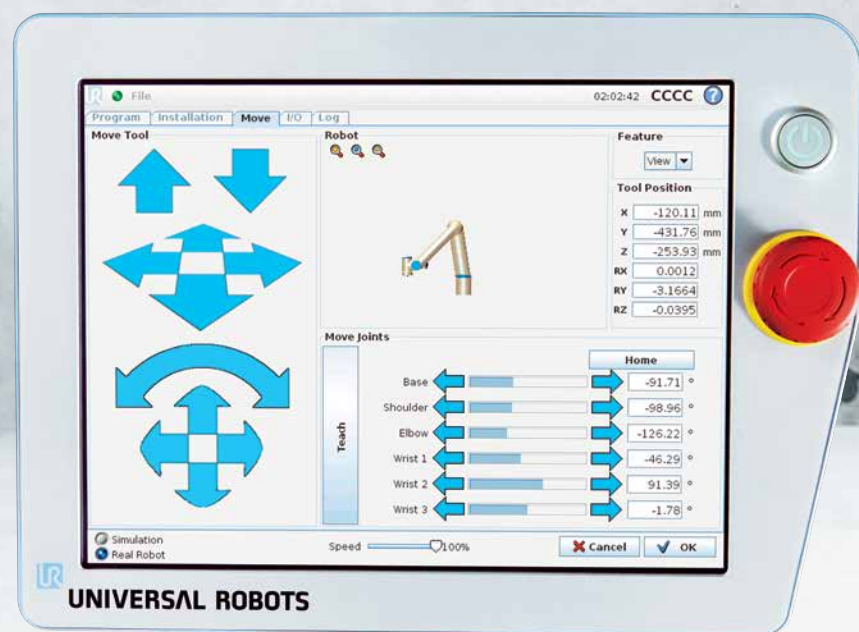 File
02:02:42 CCCC ?
Program Installation Move I/O Log
Move Tool
Robot
Feature
View
Tool Position
X -120.11 mm
Y -431.76 mm
Z -253.93 mm
RX 0.0012
RY -3.1664
RZ -0.0395
Move Joints
Teach
Home
Base -91.71 °
Shoulder -98.96 °
Elbow -126.22 °
Wrist 1 -46.29 °
Wrist 2 91.39 °
Wrist 3 -1.78 °
Simulation
Real Robot
Speed 100%
Cancel OK
UR
UNIVERSAL ROBOTS